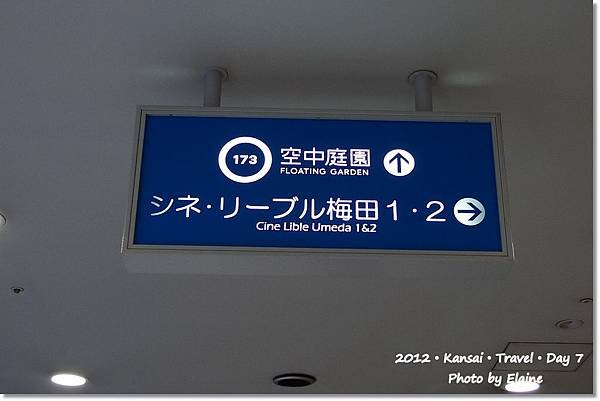 173 空中庭園 ↑
FLOATING GARDEN
シネ・リーブル梅田1・2 →
Cine Lible Umeda 1&2
2012・Kansai・Travel・Day 7
Photo by Elaine